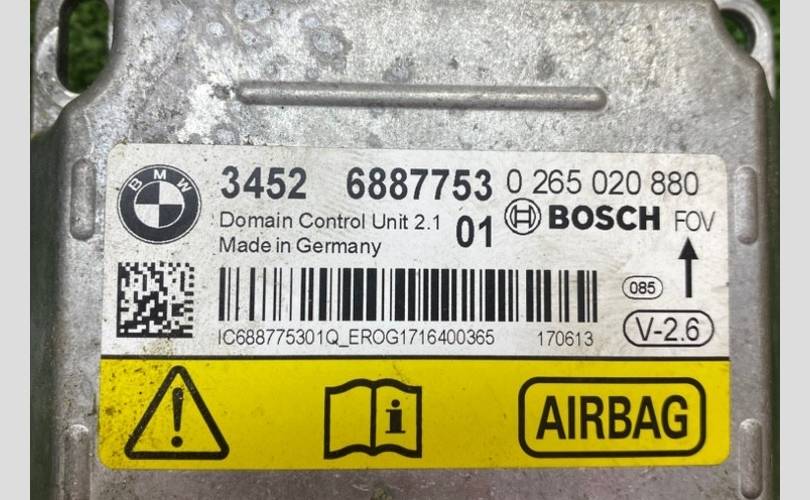 BMW
3452 6887753 0 265 020 880
Domain Control Unit 2.1 01 BOSCH FOV
Made in Germany
085
IC688775301Q_EROG1716400365 170613 V-2.6
i AIRBAG